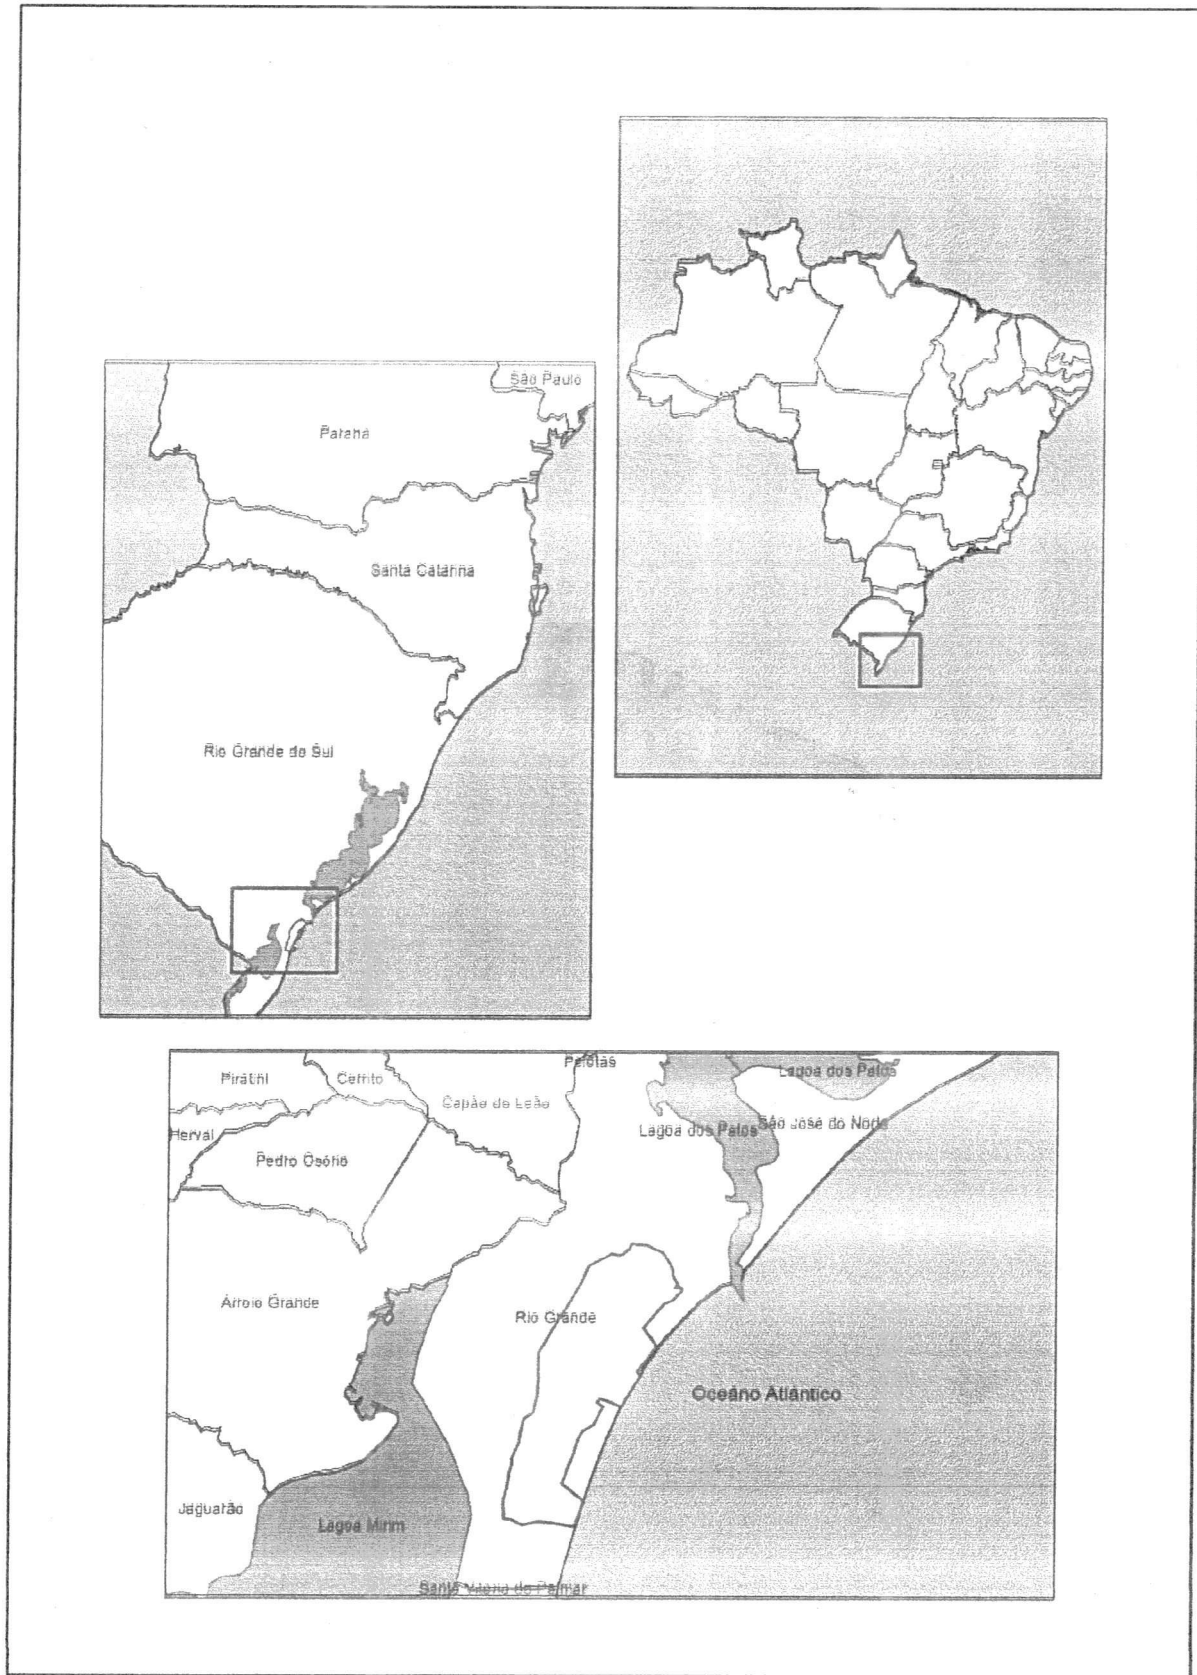 São Paulo
Paraná
Santa Catarina
Rio Grande do Sul
Pelotas
Lagoa dos Patos
Piratini
Cerrito
Capão do Leão
São José do Norte
Lagoa dos Patos
Herval
Pedro Osório
Arroio Grande
Rio Grande
Oceano Atlântico
Jaguarão
Lagoa Mirim
Santa Vitória do Palmar